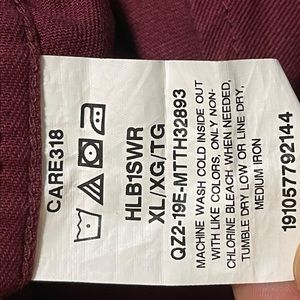 CARE318
HLB1SWR
XL/XG/TG
QZ2-19E-MTTH32893
MACHINE WASH COLD INSIDE OUT
WITH LIKE COLORS, ONLY NON-
CHLORINE BLEACH WHEN NEEDED,
TUMBLE DRY LOW OR LINE DRY,
MEDIUM IRON
191057792144